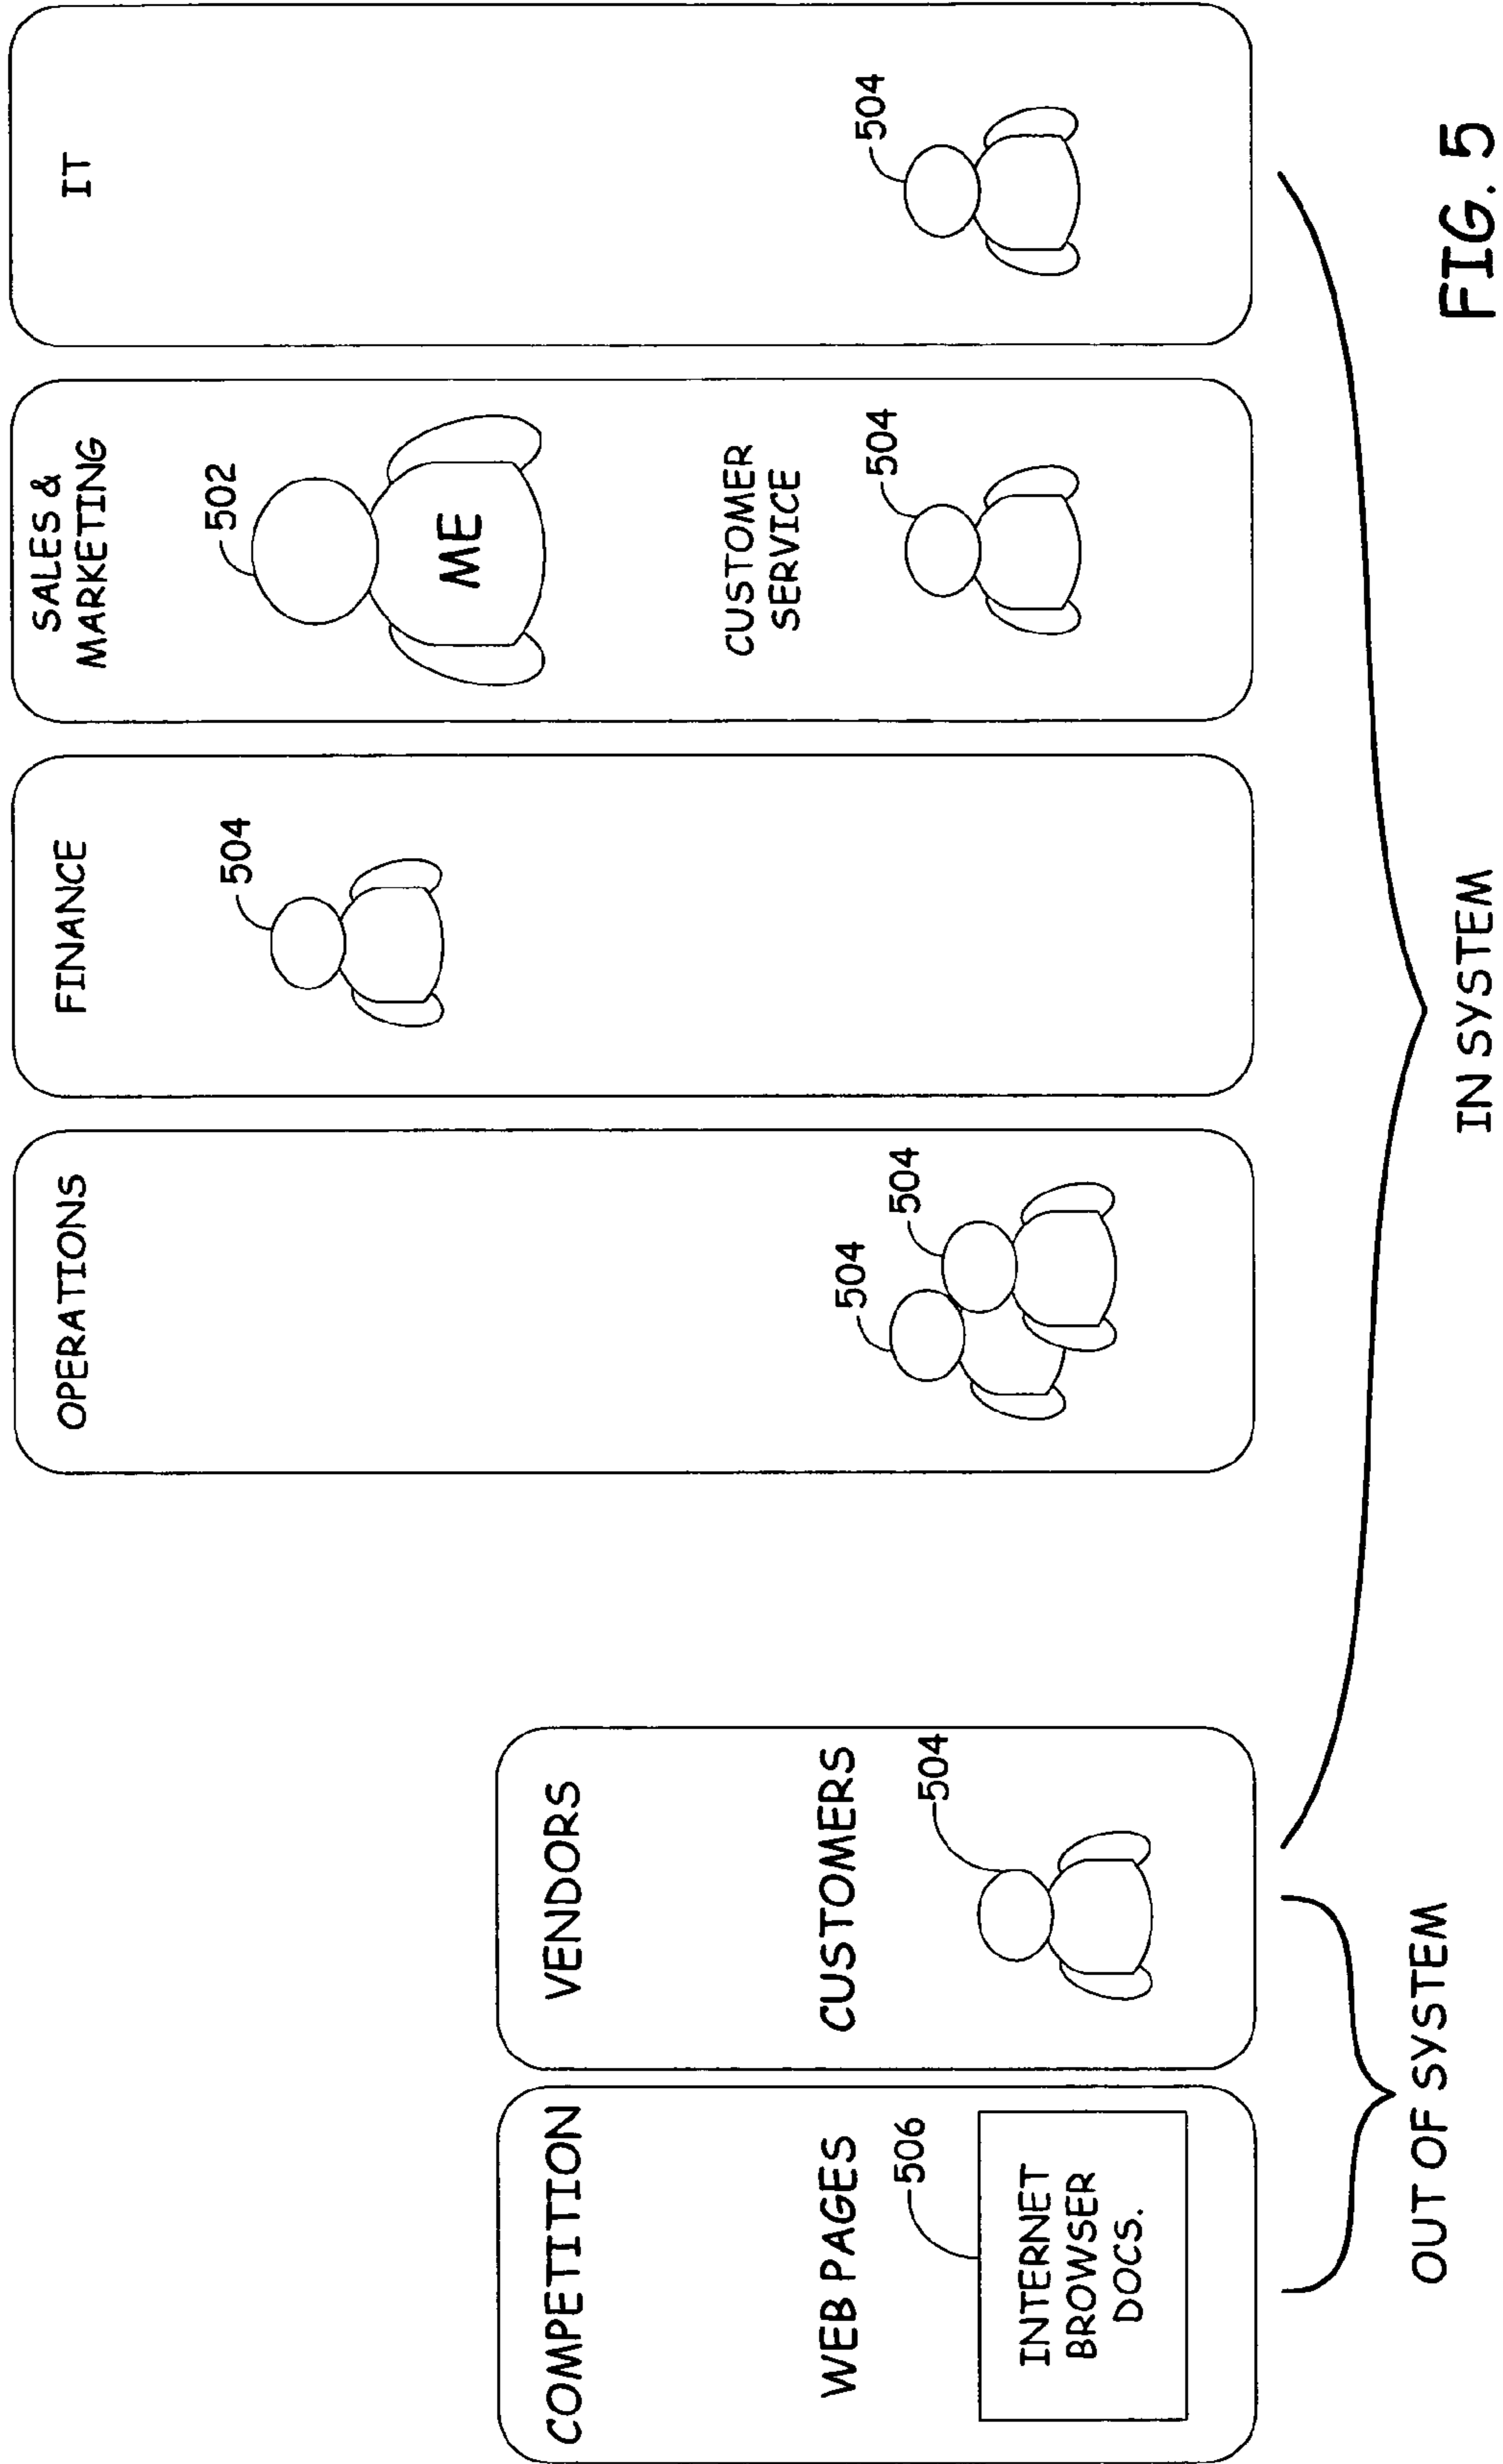 COMPETITION
WEB PAGES
506
INTERNET
BROWSER
DOCS.
VENDORS
CUSTOMERS
504
OPERATIONS
504
504
FINANCE
504
SALES &
MARKETING
502
ME
CUSTOMER
SERVICE
504
IT
504
OUT OF SYSTEM
IN SYSTEM
FIG. 5